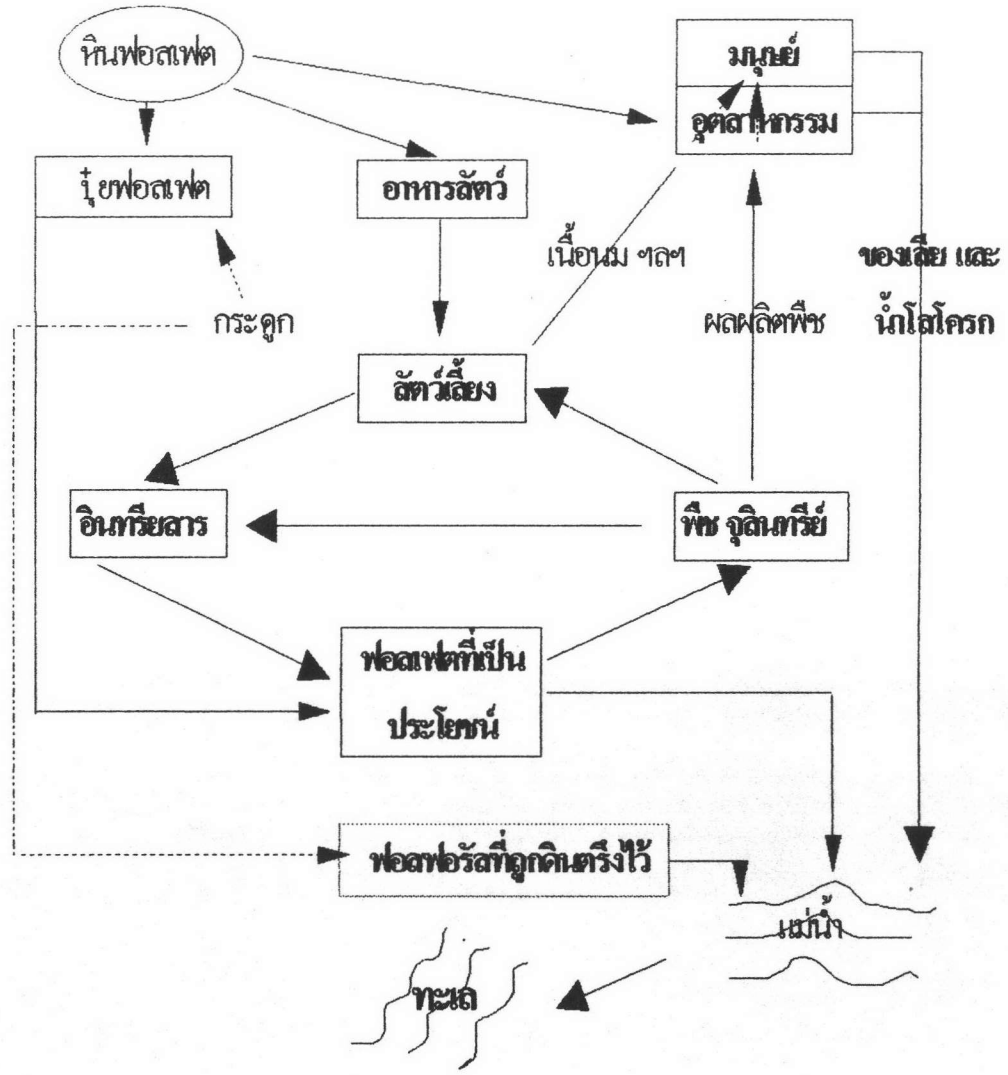 หินฟอสเฟต
มนุษย์
อุตสาหกรรม
ปุ๋ยฟอสเฟต
อาหารสัตว์
เนื้อนม ฯลฯ
ของเสีย และ
น้ำโสโครก
กระดูก
ผลผลิตพืช
สัตว์เลี้ยง
อินทรียสาร
พืช จุลินทรีย์
ฟอสเฟตที่เป็น
ประโยชน์
ฟอสฟอรัสที่ถูกดินตรึงไว้
แม่น้ำ
ทะเล